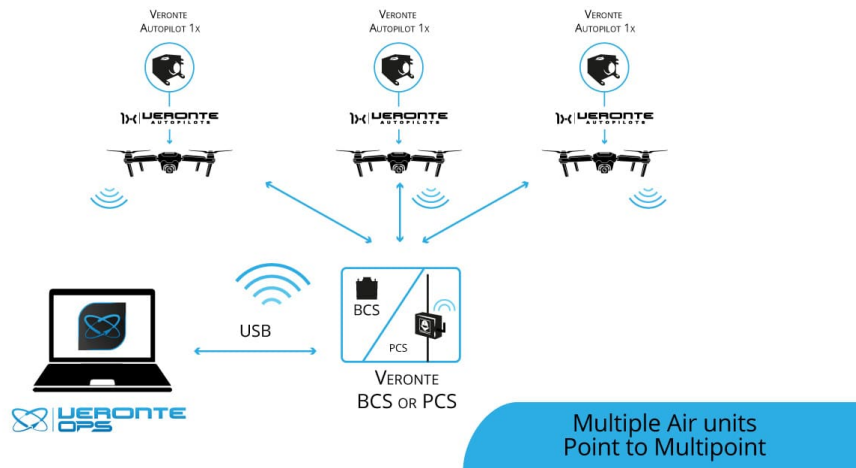 Veronte
Autopilot 1x
Veronte
Autopilot 1x
Veronte
Autopilot 1x
1x VERONTE
AUTOPILOTS
1x VERONTE
AUTOPILOTS
1x VERONTE
AUTOPILOTS
BCS
PCS
USB
Veronte
BCS or PCS
VERONTE
OPS
Multiple Air units
Point to Multipoint